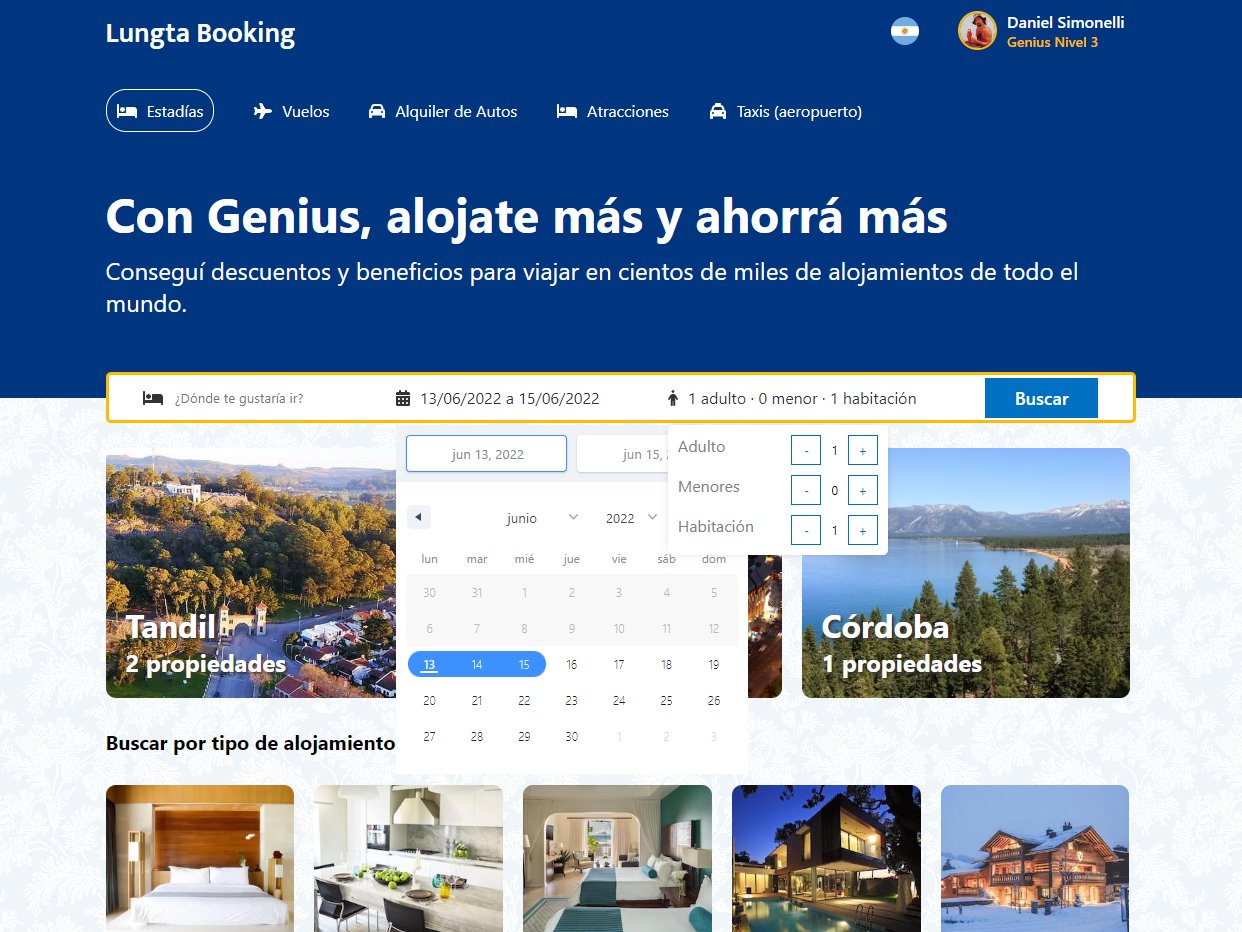 Lungta Booking
Daniel Simonelli
Genius Nivel 3
Estadías
Vuelos
Alquiler de Autos
Atracciones
Taxis (aeropuerto)
Con Genius, alojate más y ahorrá más
Conseguí descuentos y beneficios para viajar en cientos de miles de alojamientos de todo el
mundo.
¿Dónde te gustaría ir?
13/06/2022 a 15/06/2022
1 adulto · 0 menor · 1 habitación
Buscar
jun 13, 2022
jun 15,
junio
2022
lun mar mié jue vie sáb dom
30 31 1 2 3 4 5
6 7 8 9 10 11 12
13 14 15 16 17 18 19
20 21 22 23 24 25 26
27 28 29 30 1 2 3
Adulto - 1 +
Menores - 0 +
Habitación - 1 +
Tandil
2 propiedades
Córdoba
1 propiedades
Buscar por tipo de alojamiento